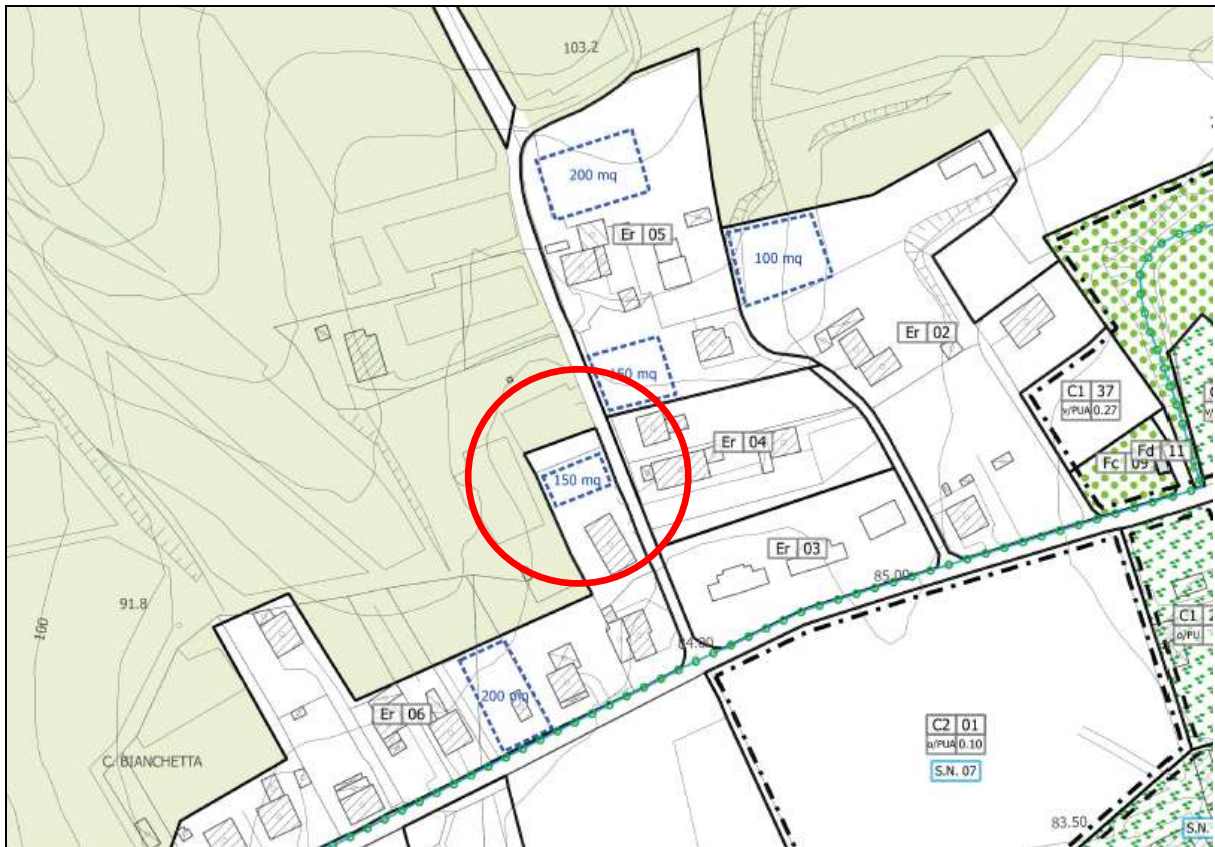 103,2
200 mq
Er 05
100 mq
Er 02
150 mq
C1 37
v/PUA 0.27
Er 04
Fd 11
Fc 09
150 mq
Er 03
85.00
91.8
100
84.80
C1
o/PU
200 mq
Er 06
C2 01
o/PUA 0.10
S.N. 07
C. BIANCHETTA
83.50
S.N.